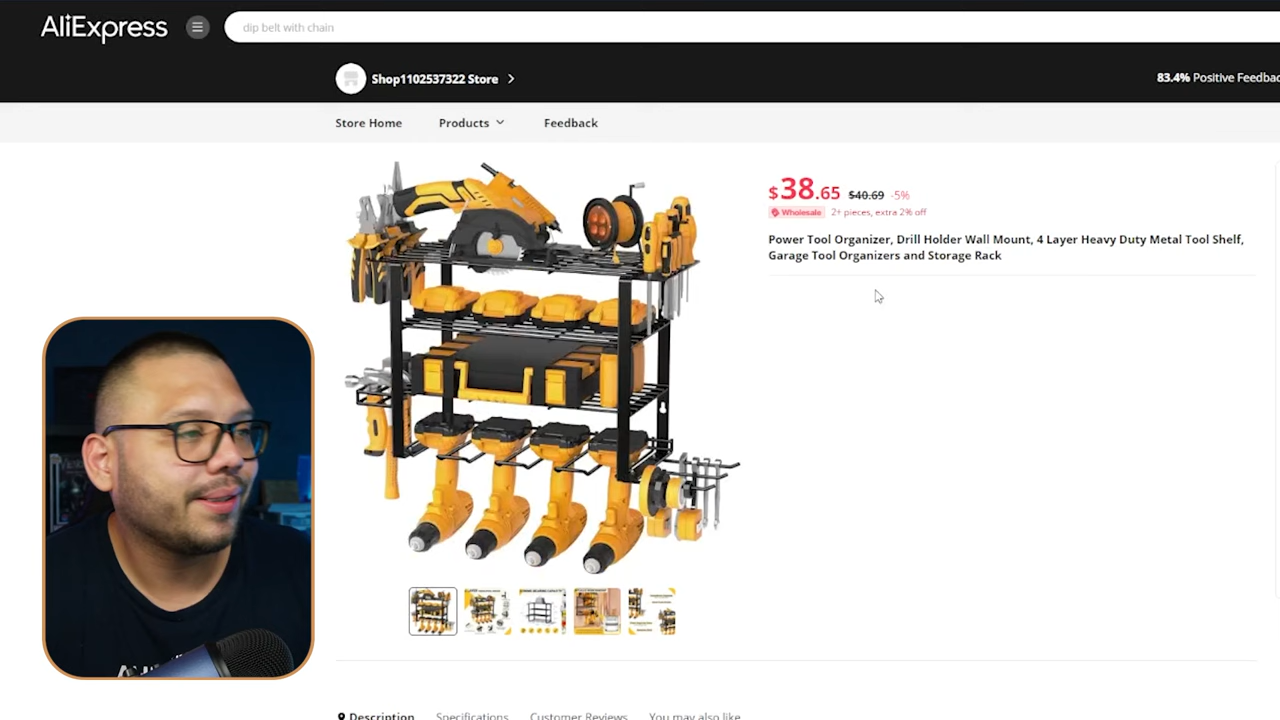 AliExpress
dip belt with chain
Shop1102537322 Store
83.4% Positive Feedbac
Store Home Products Feedback
$38.65 $40.69 -5%
Wholesale 2+ pieces, extra 2% off
Power Tool Organizer, Drill Holder Wall Mount, 4 Layer Heavy Duty Metal Tool Shelf,
Garage Tool Organizers and Storage Rack
Description Specifications Customer Reviews You may also like